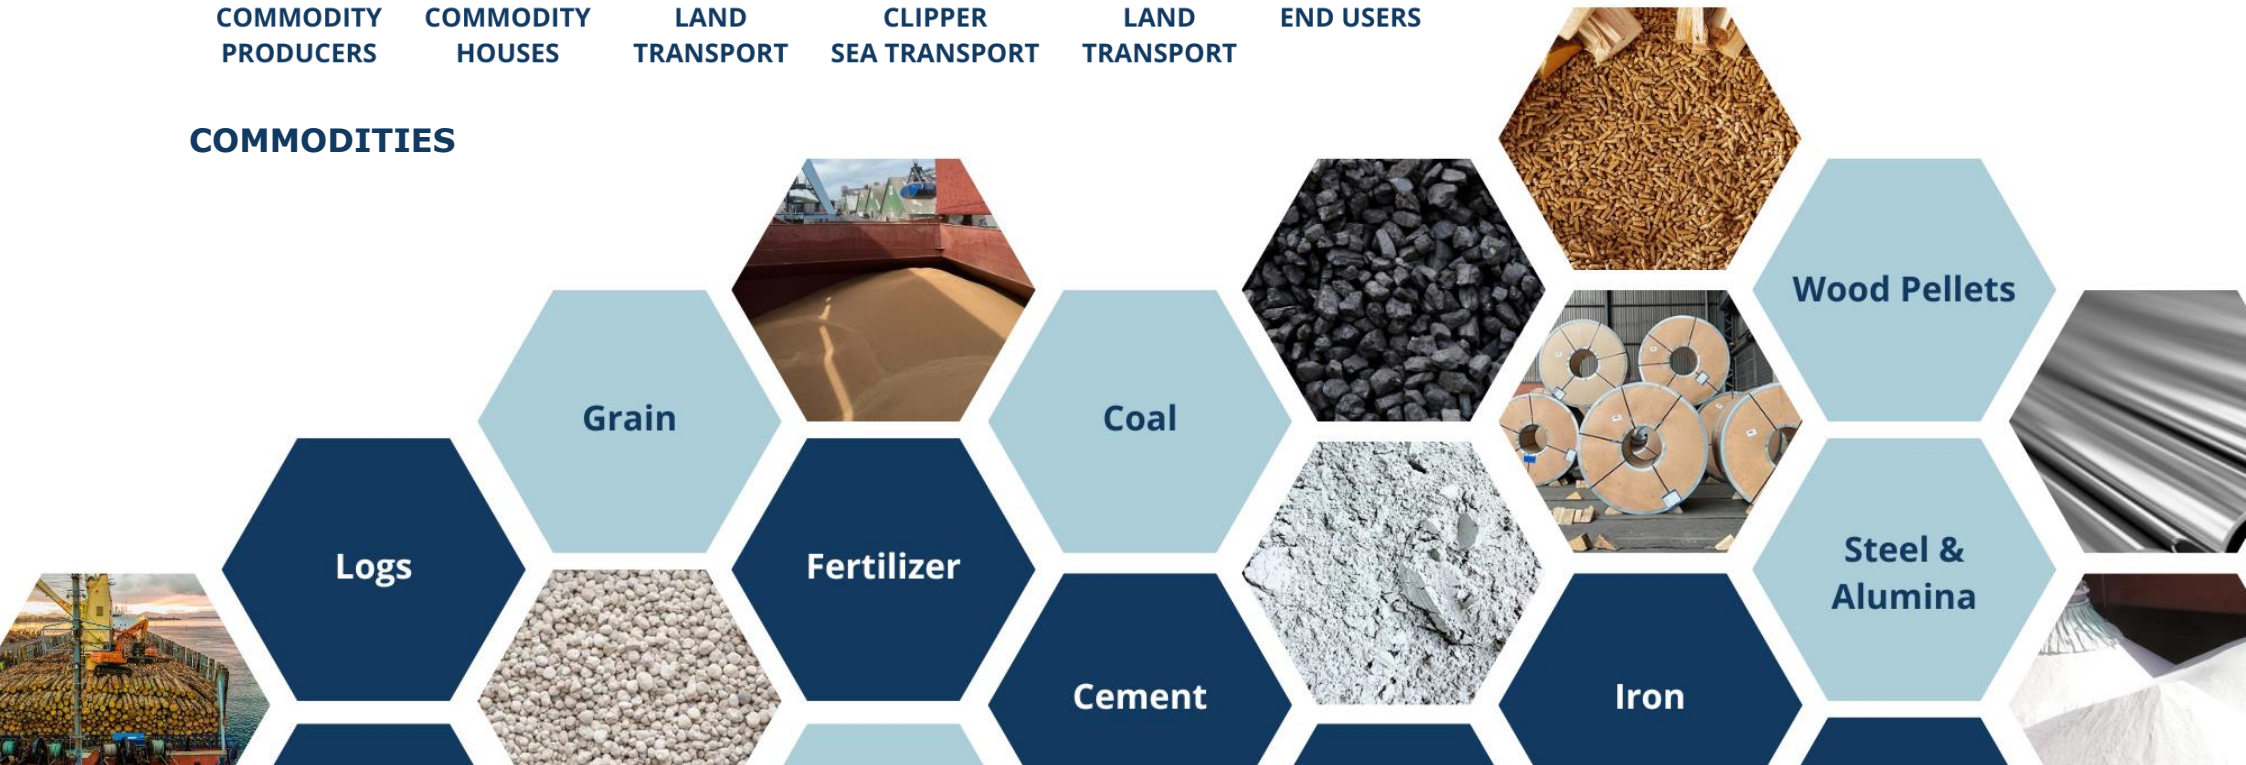 COMMODITY
PRODUCERS
COMMODITY
HOUSES
LAND
TRANSPORT
CLIPPER
SEA TRANSPORT
LAND
TRANSPORT
END USERS
COMMODITIES
Wood Pellets
Grain
Coal
Logs
Fertilizer
Steel &
Alumina
Cement
Iron